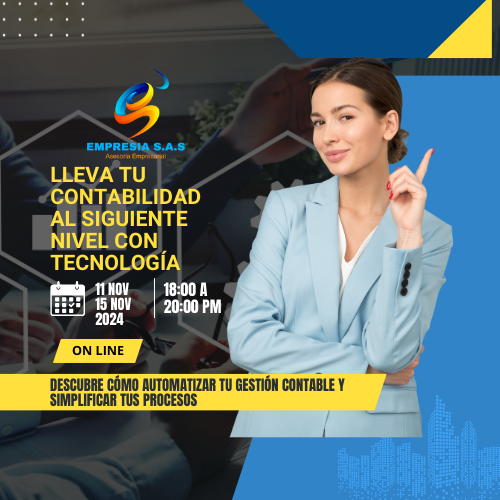 EMPRESIA S.A.S
Asesoría Empresarial
LLEVA TU
CONTABILIDAD
AL SIGUIENTE
NIVEL CON
TECNOLOGÍA
11 NOV
15 NOV
2024
18:00 A
20:00 PM
ON LINE
DESCUBRE CÓMO AUTOMATIZAR TU GESTIÓN CONTABLE Y
SIMPLIFICAR TUS PROCESOS